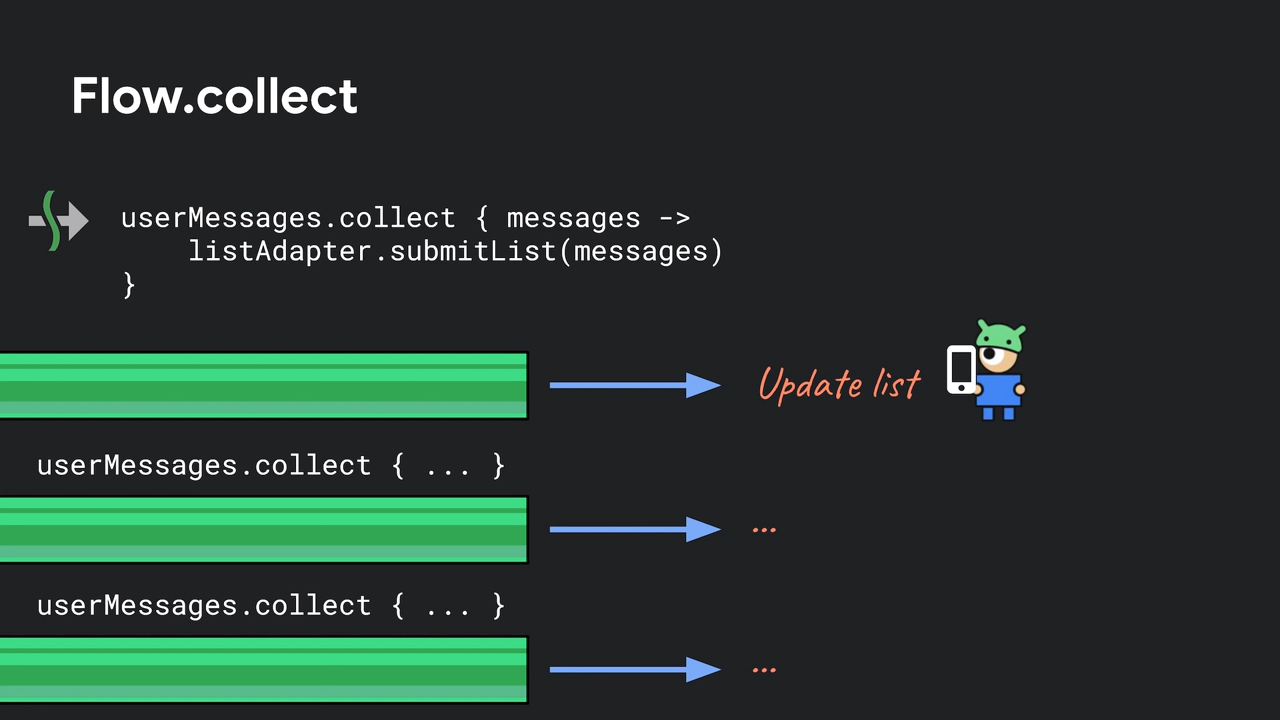 Flow.collect
userMessages.collect { messages ->
    listAdapter.submitList(messages)
}
Update list
userMessages.collect { ... }
...
userMessages.collect { ... }
...